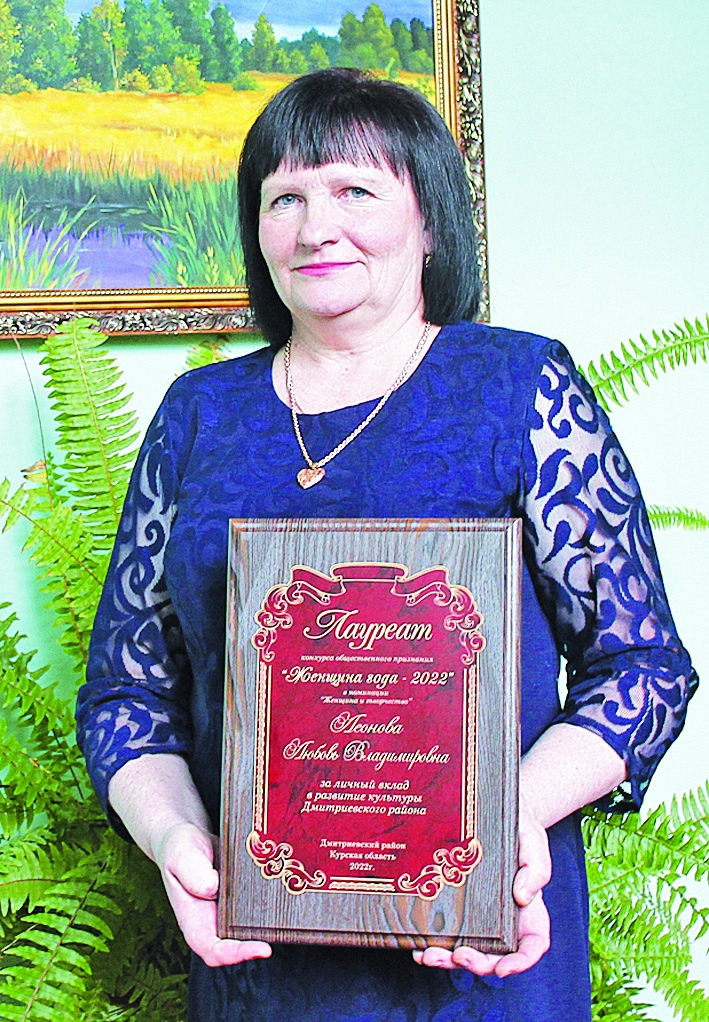 Лауреат
конкурса общественного признания
"Женщина года - 2022"
в номинации
"Женщина и творчество"
Леонова
Любовь Владимировна
за личный вклад
в развитие культуры
Дмитриевского района
Дмитриевский район
Курская область
2022г.